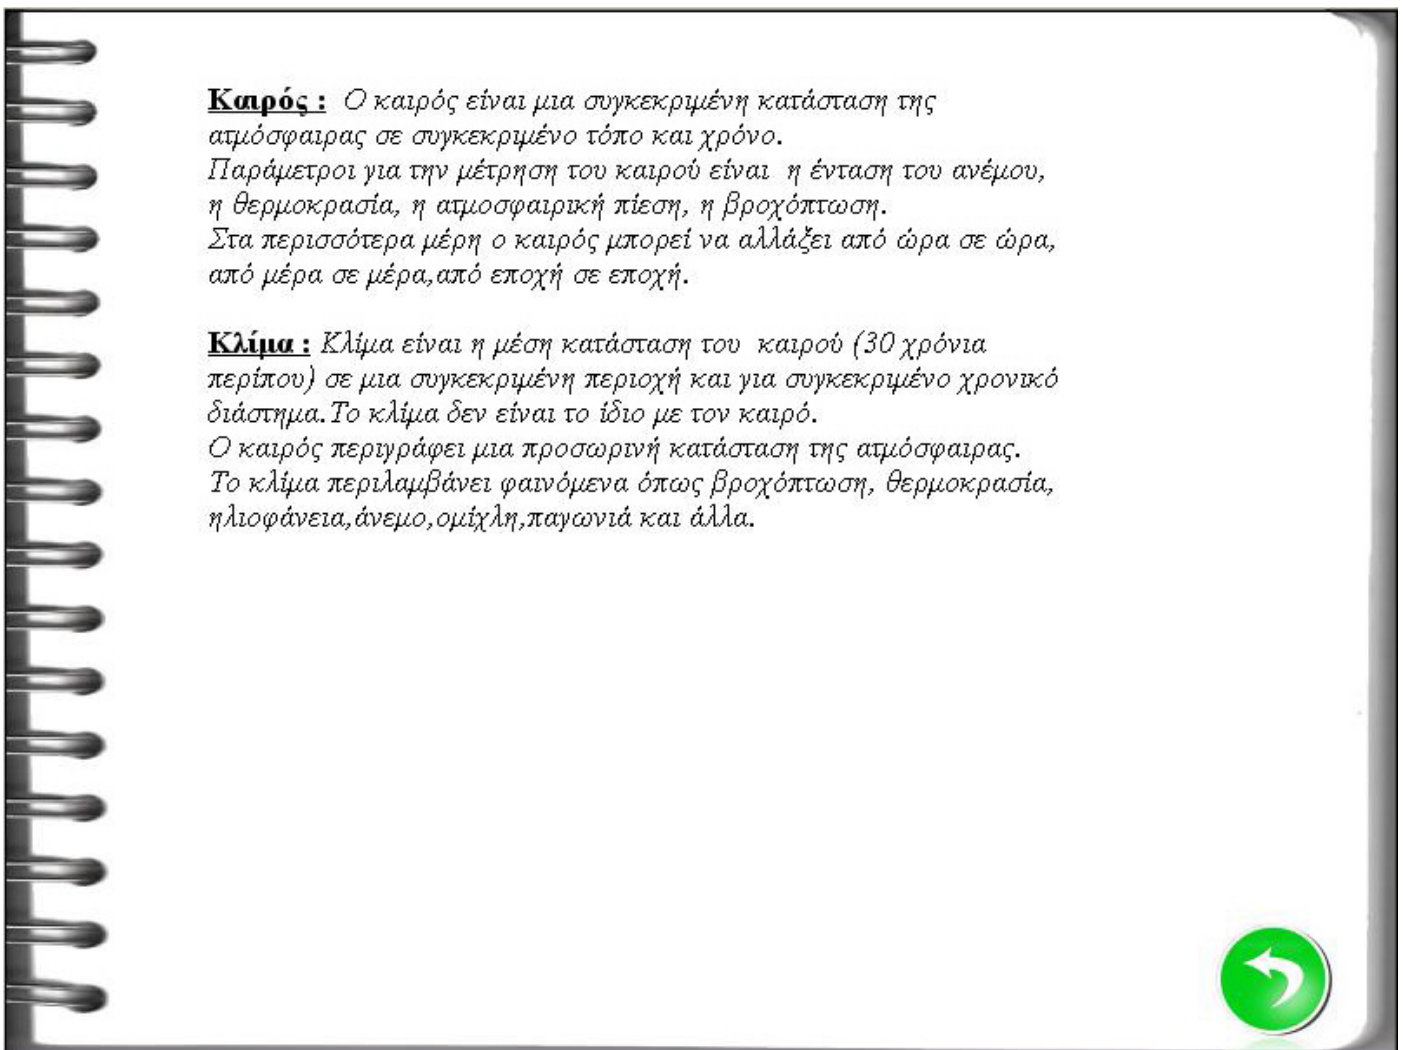 Καιρός :  Ο καιρός είναι μια συγκεκριμένη κατάσταση της
ατμόσφαιρας σε συγκεκριμένο τόπο και χρόνο.
Παράμετροι για την μέτρηση του καιρού είναι  η ένταση του ανέμου,
η θερμοκρασία, η ατμοσφαιρική πίεση, η βροχόπτωση.
Στα περισσότερα μέρη ο καιρός μπορεί να αλλάξει από ώρα σε ώρα,
από μέρα σε μέρα,από εποχή σε εποχή.
Κλίμα : Κλίμα είναι η μέση κατάσταση του  καιρού (30 χρόνια
περίπου) σε μια συγκεκριμένη περιοχή και για συγκεκριμένο χρονικό
διάστημα.Το κλίμα δεν είναι το ίδιο με τον καιρό.
Ο καιρός περιγράφει μια προσωρινή κατάσταση της ατμόσφαιρας.
Το κλίμα περιλαμβάνει φαινόμενα όπως βροχόπτωση, θερμοκρασία,
ηλιοφάνεια,άνεμο,ομίχλη,παγωνιά και άλλα.